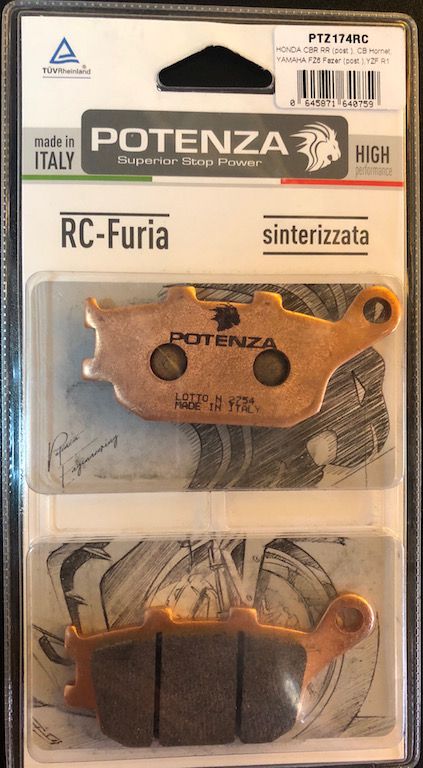 TÜVRheinland
PTZ174RC
HONDA CBR RR (post ), CB Hornet,
YAMAHA FZ6 Fazer (post ),YZF R1
0 645871 640759
made in
ITALY
POTENZA
Superior Stop Power
HIGH
performance
RC-Furia
sinterizzata
POTENZA
LOTTO N 2754
MADE IN ITALY